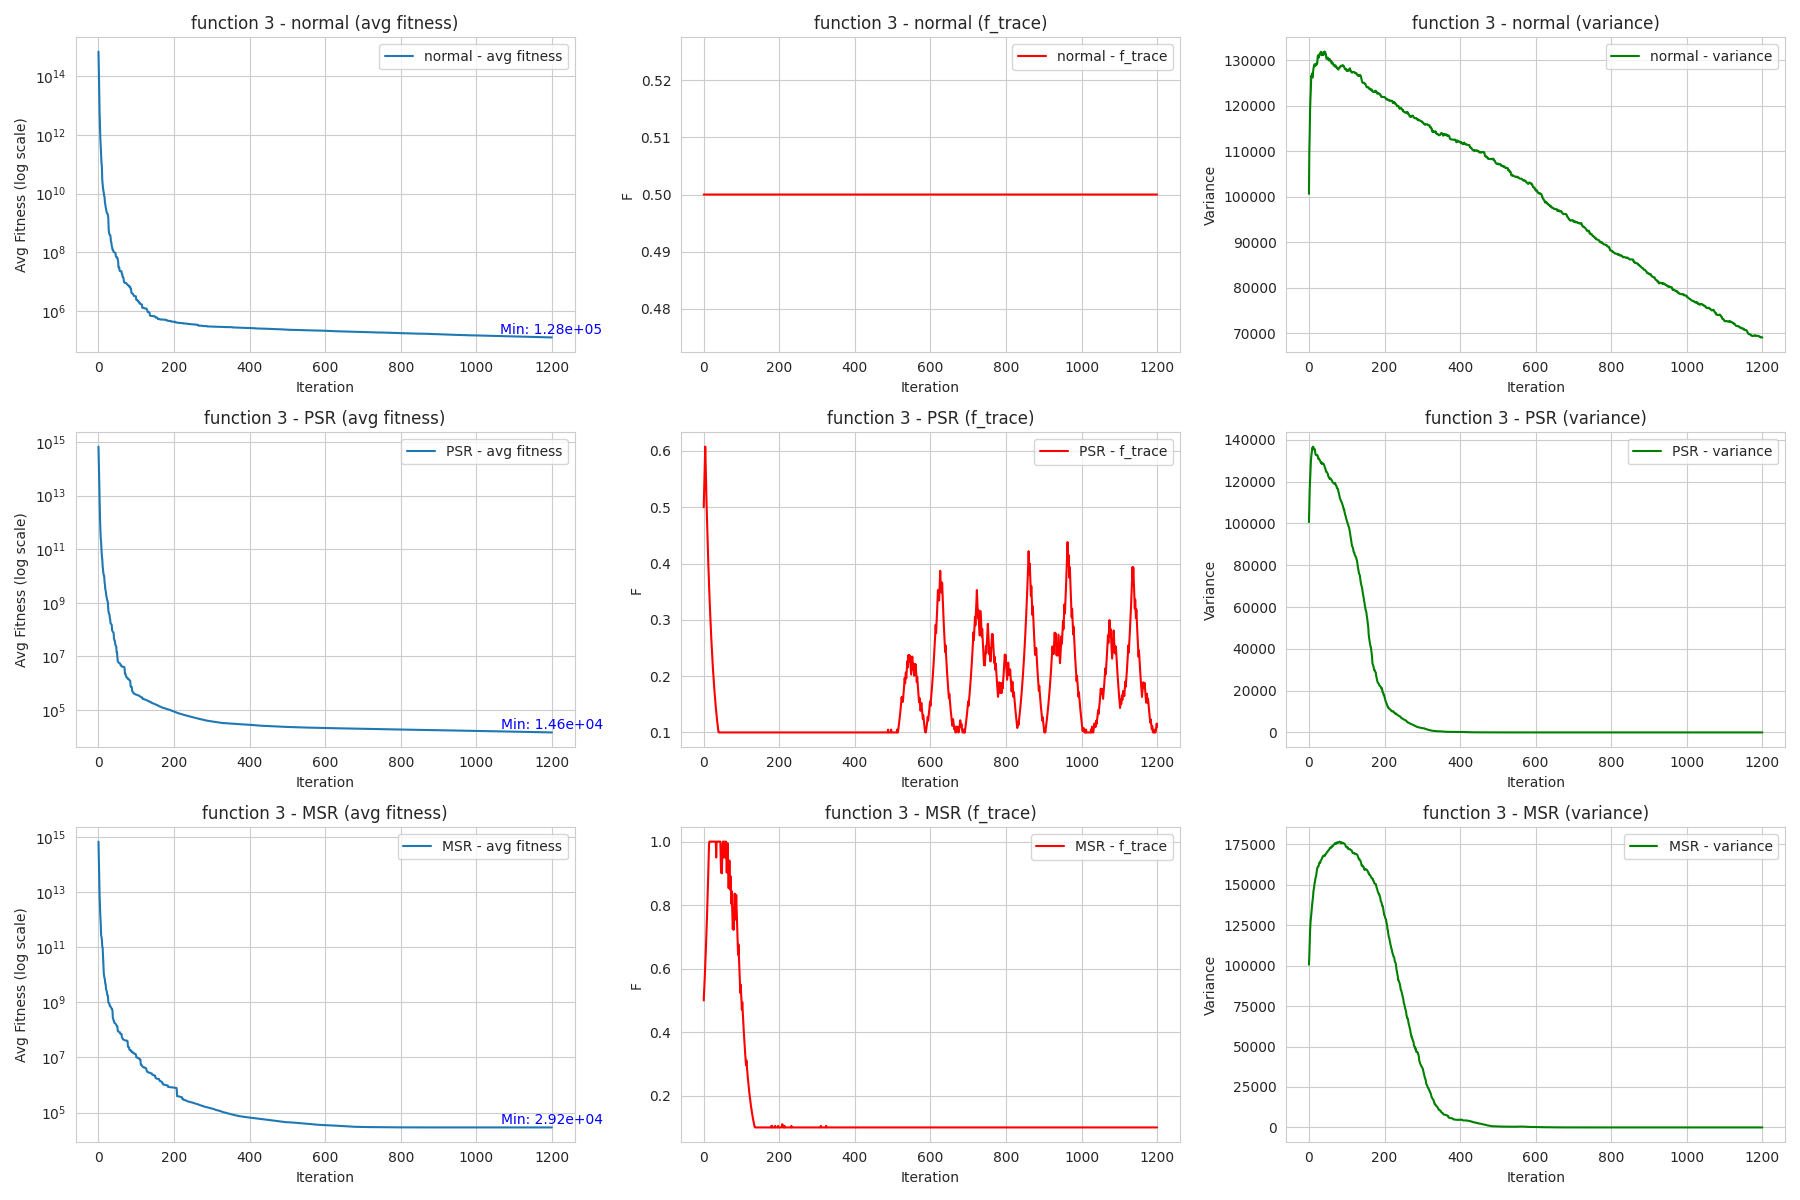 function 3 - normal (avg fitness)
Avg Fitness (log scale)
10^14
10^12
10^10
10^8
10^6
normal - avg fitness
Min: 1.28e+05
0 200 400 600 800 1000 1200
Iteration
function 3 - normal (f_trace)
F
0.52
0.51
0.50
0.49
0.48
normal - f_trace
0 200 400 600 800 1000 1200
Iteration
function 3 - normal (variance)
Variance
130000
120000
110000
100000
90000
80000
70000
normal - variance
0 200 400 600 800 1000 1200
Iteration
function 3 - PSR (avg fitness)
Avg Fitness (log scale)
10^15
10^13
10^11
10^9
10^7
10^5
PSR - avg fitness
Min: 1.46e+04
0 200 400 600 800 1000 1200
Iteration
function 3 - PSR (f_trace)
F
0.6
0.5
0.4
0.3
0.2
0.1
PSR - f_trace
0 200 400 600 800 1000 1200
Iteration
function 3 - PSR (variance)
Variance
140000
120000
100000
80000
60000
40000
20000
0
PSR - variance
0 200 400 600 800 1000 1200
Iteration
function 3 - MSR (avg fitness)
Avg Fitness (log scale)
10^15
10^13
10^11
10^9
10^7
10^5
MSR - avg fitness
Min: 2.92e+04
0 200 400 600 800 1000 1200
Iteration
function 3 - MSR (f_trace)
F
1.0
0.8
0.6
0.4
0.2
MSR - f_trace
0 200 400 600 800 1000 1200
Iteration
function 3 - MSR (variance)
Variance
175000
150000
125000
100000
75000
50000
25000
0
MSR - variance
0 200 400 600 800 1000 1200
Iteration